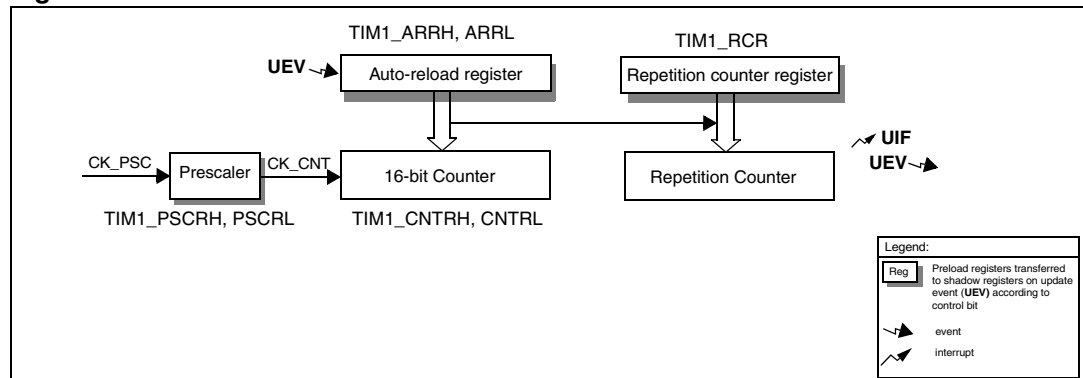 TIM1_ARRH, ARRL
TIM1_RCR
UEV
Auto-reload register
Repetition counter register
UIF
UEV
CK_PSC
Prescaler
CK_CNT
16-bit Counter
Repetition Counter
TIM1_PSCRH, PSCRL
TIM1_CNTRH, CNTRL
Legend:
Reg
Preload registers transferred
to shadow registers on update
event (UEV) according to
control bit
event
interrupt